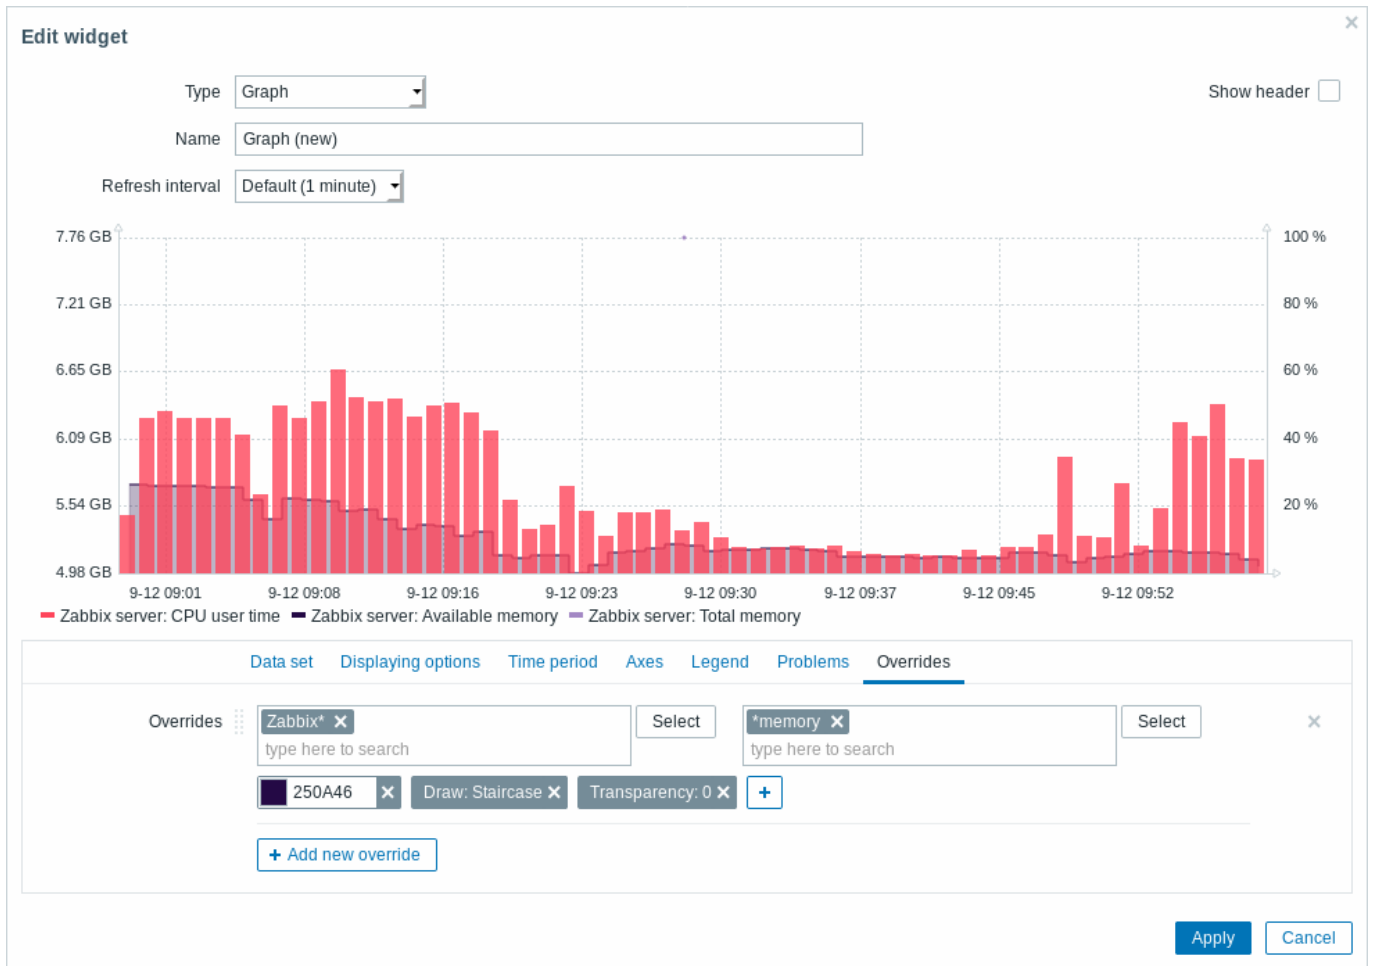 Edit widget
Type Graph Show header
Name Graph (new)
Refresh interval Default (1 minute)
7.76 GB 100 %
7.21 GB 80 %
6.65 GB 60 %
6.09 GB 40 %
5.54 GB 20 %
4.98 GB
9-12 09:01 9-12 09:08 9-12 09:16 9-12 09:23 9-12 09:30 9-12 09:37 9-12 09:45 9-12 09:52
Zabbix server: CPU user time Zabbix server: Available memory Zabbix server: Total memory
Data set Displaying options Time period Axes Legend Problems Overrides
Overrides Zabbix* Select *memory Select
type here to search type here to search
250A46 Draw: Staircase Transparency: 0 +
+ Add new override
Apply Cancel